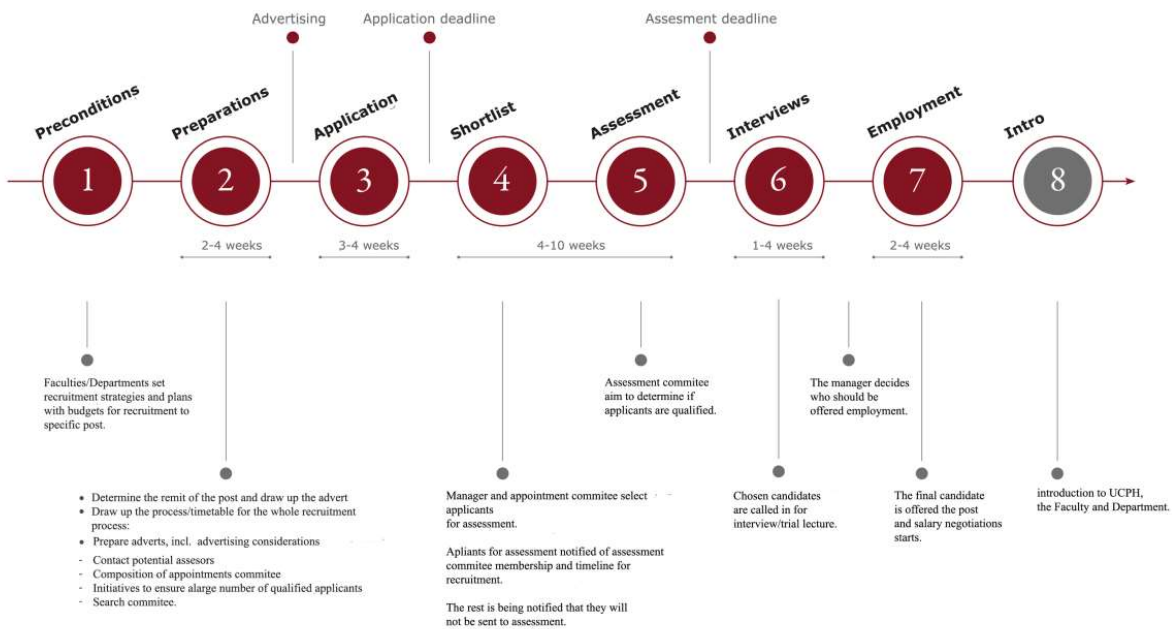 Advertising
Application deadline
Assesment deadline
Preconditions
Preparations
Application
Shortlist
Assessment
Interviews
Employment
Intro
1
2
3
4
5
6
7
8
2-4 weeks
3-4 weeks
4-10 weeks
1-4 weeks
2-4 weeks
Faculties/Departments set
recruitment strategies and plans
with budgets for recruitment to
specific post.
Assessment commitee
aim to determine if
applicants are qualified.
The manager decides
who should be
offered employment.
• Determine the remit of the post and draw up the advert
• Draw up the process/timetable for the whole recruitment
process:
• Prepare adverts, incl. advertising considerations
- Contact potential assesors
- Composition of appointments commitee
- Initiatives to ensure alarge number of qualified applicants
- Search commitee.
Manager and appointment commitee select
applicants
for assessment.
Apliants for assessment notified of assessment
commitee membership and timeline for
recruitment.
The rest is being notified that they will
not be sent to assessment.
Chosen candidates
are called in for
interview/trial lecture.
The final candidate
is offered the post
and salary negotiations
starts.
introduction to UCPH,
the Faculty and Department.